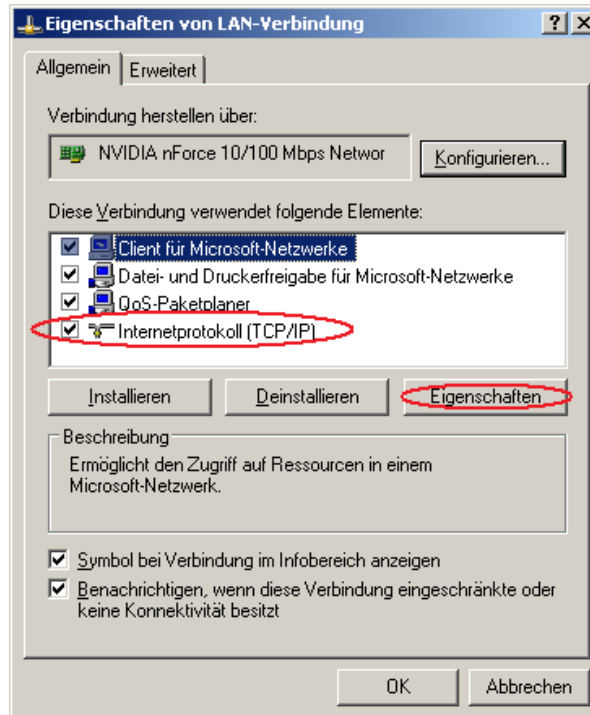 Eigenschaften von LAN-Verbindung
Allgemein
Erweitert
Verbindung herstellen über:
NVIDIA nForce 10/100 Mbps Networ
Konfigurieren...
Diese Verbindung verwendet folgende Elemente:
Client für Microsoft-Netzwerke
Datei- und Druckerfreigabe für Microsoft-Netzwerke
QoS-Paketplaner
Internetprotokoll (TCP/IP)
Installieren
Deinstallieren
Eigenschaften
Beschreibung
Ermöglicht den Zugriff auf Ressourcen in einem
Microsoft-Netzwerk.
Symbol bei Verbindung im Infobereich anzeigen
Benachrichtigen, wenn diese Verbindung eingeschränkte oder
keine Konnektivität besitzt
OK
Abbrechen